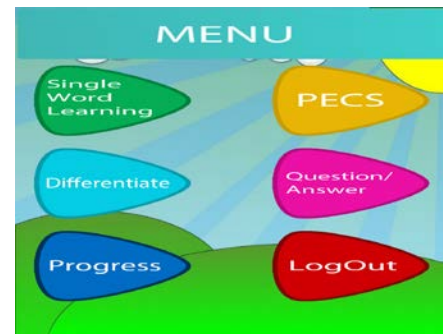 MENU
Single
Word
Learning
PECS
Differentiate
Question/
Answer
Progress
LogOut